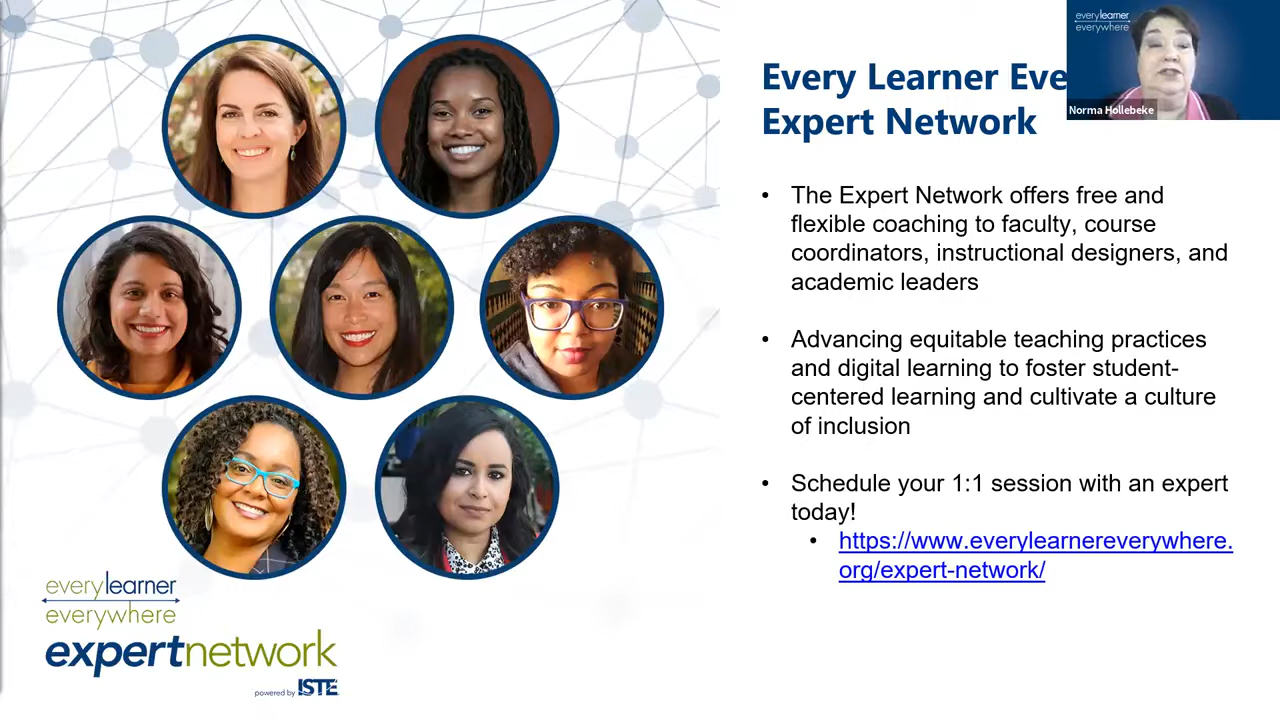 Every Learner Eve
Expert Network
everylearner
everywhere
Norma Hollebeke
• The Expert Network offers free and
flexible coaching to faculty, course
coordinators, instructional designers, and
academic leaders
• Advancing equitable teaching practices
and digital learning to foster student-
centered learning and cultivate a culture
of inclusion
• Schedule your 1:1 session with an expert
today!
• https://www.everylearnereverywhere.
org/expert-network/
everylearner
everywhere
expertnetwork
powered by ISTE